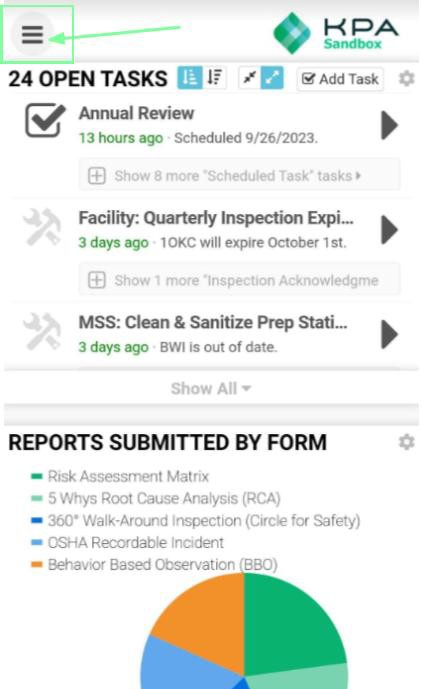 KPA
Sandbox
24 OPEN TASKS
Add Task
Annual Review
13 hours ago · Scheduled 9/26/2023.
Show 8 more "Scheduled Task" tasks
Facility: Quarterly Inspection Expi...
3 days ago · 1OKC will expire October 1st.
Show 1 more "Inspection Acknowledgme
MSS: Clean & Sanitize Prep Stati...
3 days ago · BWI is out of date.
Show All
REPORTS SUBMITTED BY FORM
Risk Assessment Matrix
5 Whys Root Cause Analysis (RCA)
360° Walk-Around Inspection (Circle for Safety)
OSHA Recordable Incident
Behavior Based Observation (BBO)